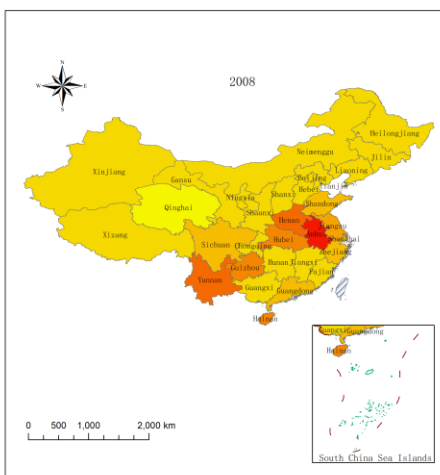 N
W E
S
2008
Heilongjiang
Neimenggu
Jilin
Xinjiang
Liaoning
Gansu
Beijing
Tianjin
Hebei
Ningxia
Shanxi
Shandong
Qinghai
Shaanxi
Henan
Jiangsu
Xizang
Anhui
Shanghai
Sichuan
Chongqing
Hubei
Zhejiang
Hunan
Jiangxi
Guizhou
Fujian
Yunnan
Guangxi
Guangdong
Hainan
Guangxi
Guangdong
Hainan
0 500 1,000 2,000
km
South China Sea Islands